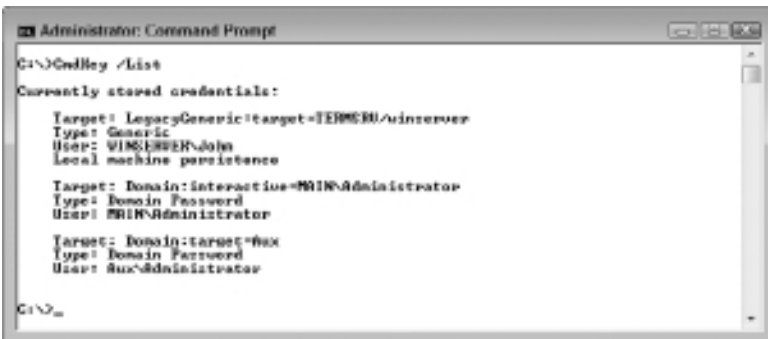 Administrator: Command Prompt
C:\>CmdKey /List
Currently stored credentials:
Target: LegacyGeneric:target=TERMSRV/winserver
Type: Generic
User: WINSERVER\John
Local machine persistence
Target: Domain:interactive=MAIN\Administrator
Type: Domain Password
User: MAIN\Administrator
Target: Domain:target=Aux
Type: Domain Password
User: Aux\Administrator
C:\>_